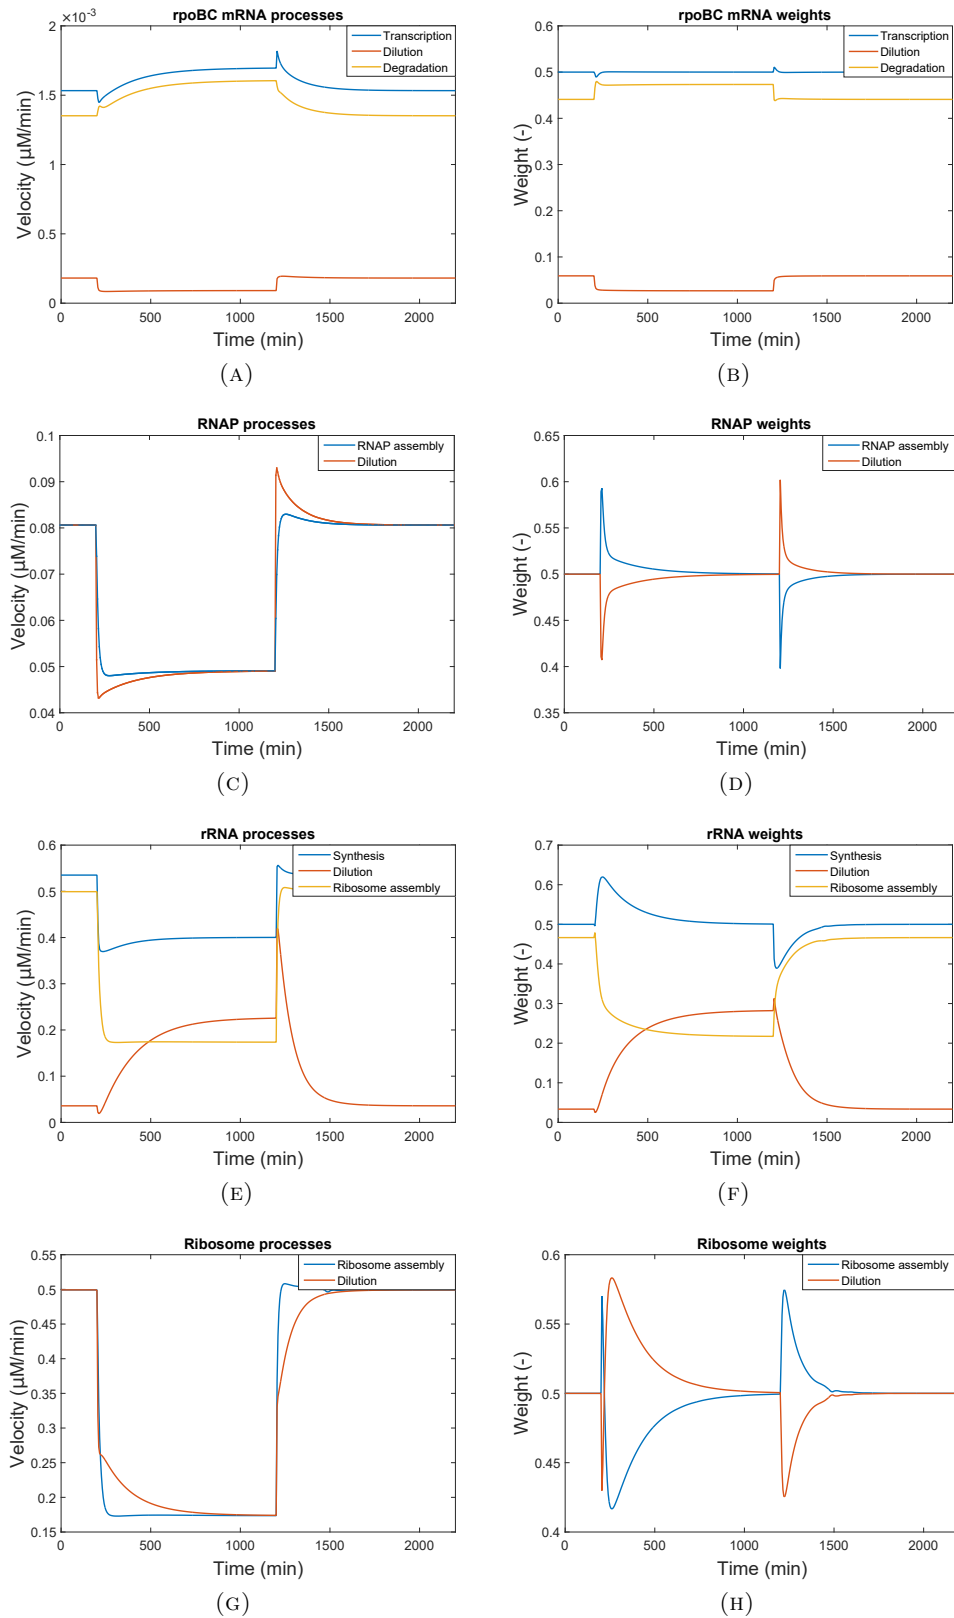 rpoBC mRNA processes
×10⁻³
2
1.5
1
0.5
0
Velocity (µM/min)
Transcription
Dilution
Degradation
0 500 1000 1500 2000
Time (min)
(A)
rpoBC mRNA weights
0.6
0.5
0.4
0.3
0.2
0.1
0
Weight (-)
Transcription
Dilution
Degradation
0 500 1000 1500 2000
Time (min)
(B)
RNAP processes
0.1
0.09
0.08
0.07
0.06
0.05
0.04
Velocity (µM/min)
RNAP assembly
Dilution
0 500 1000 1500 2000
Time (min)
(C)
RNAP weights
0.65
0.6
0.55
0.5
0.45
0.4
0.35
Weight (-)
RNAP assembly
Dilution
0 500 1000 1500 2000
Time (min)
(D)
rRNA processes
0.6
0.5
0.4
0.3
0.2
0.1
0
Velocity (µM/min)
Synthesis
Dilution
Ribosome assembly
0 500 1000 1500 2000
Time (min)
(E)
rRNA weights
0.7
0.6
0.5
0.4
0.3
0.2
0.1
0
Weight (-)
Synthesis
Dilution
Ribosome assembly
0 500 1000 1500 2000
Time (min)
(F)
Ribosome processes
0.55
0.5
0.45
0.4
0.35
0.3
0.25
0.2
0.15
Velocity (µM/min)
Ribosome assembly
Dilution
0 500 1000 1500 2000
Time (min)
(G)
Ribosome weights
0.6
0.55
0.5
0.45
0.4
Weight (-)
Ribosome assembly
Dilution
0 500 1000 1500 2000
Time (min)
(H)